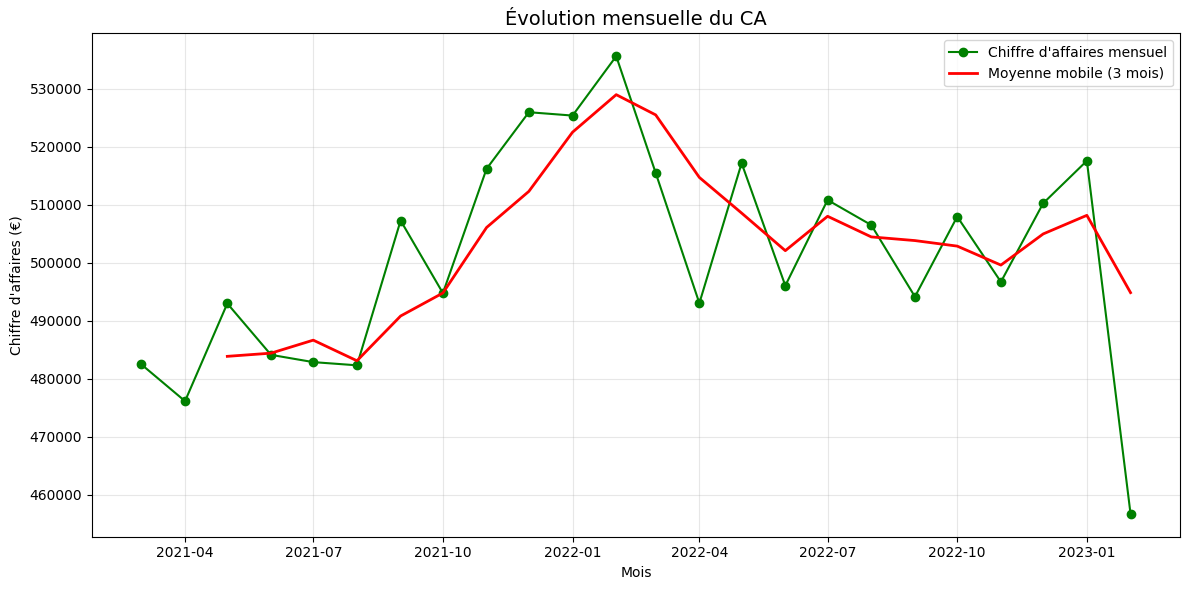 Évolution mensuelle du CA
Chiffre d'affaires mensuel
Moyenne mobile (3 mois)
Chiffre d'affaires (€)
530000
520000
510000
500000
490000
480000
470000
460000
2021-04 2021-07 2021-10 2022-01 2022-04 2022-07 2022-10 2023-01
Mois